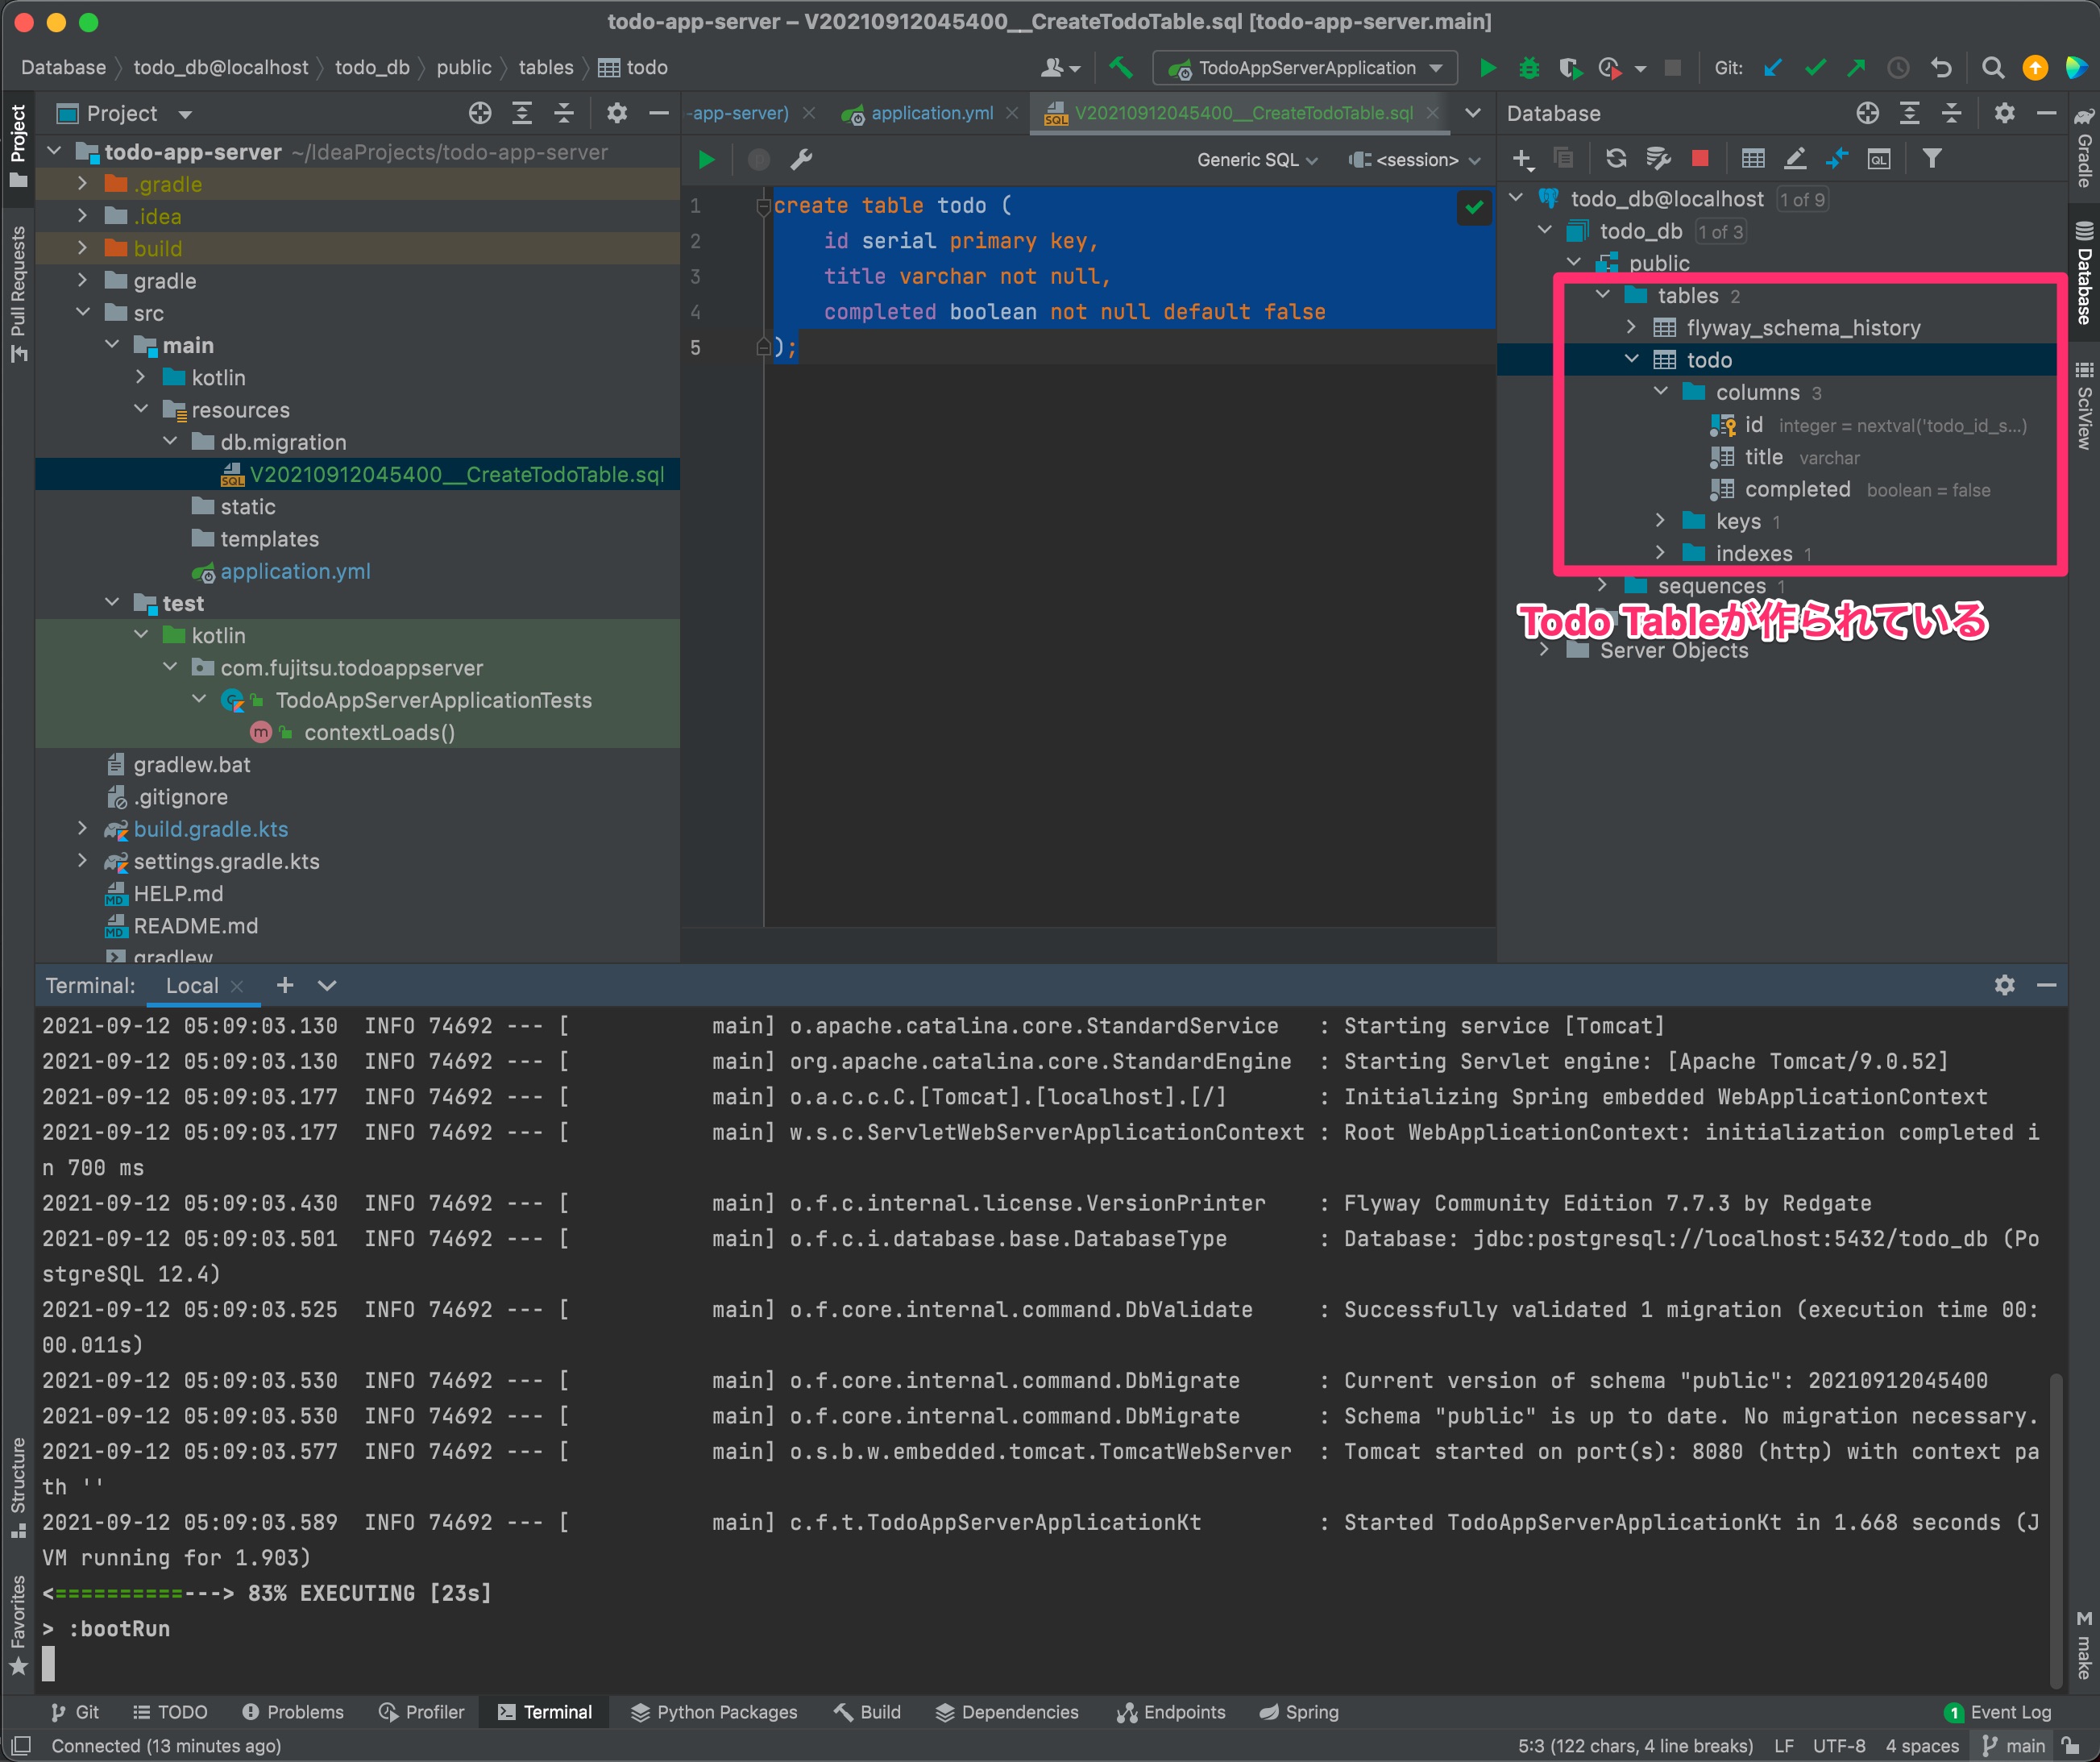 todo-app-server – V20210912045400__CreateTodoTable.sql [todo-app-server.main]
Database todo_db@localhost todo_db public tables todo
TodoAppServerApplication
Git:
Project
Pull Requests
Structure
Favorites
Project
todo-app-server ~/IdeaProjects/todo-app-server
.gradle
.idea
build
gradle
src
main
kotlin
resources
db.migration
V20210912045400__CreateTodoTable.sql
static
templates
application.yml
test
kotlin
com.fujitsu.todoappserver
TodoAppServerApplicationTests
contextLoads()
gradlew.bat
.gitignore
build.gradle.kts
settings.gradle.kts
HELP.md
README.md
gradlew
-app-server) application.yml V20210912045400__CreateTodoTable.sql
Generic SQL <session>
1 create table todo (
2 id serial primary key,
3 title varchar not null,
4 completed boolean not null default false
5 );
Database
todo_db@localhost 1 of 9
todo_db 1 of 3
public
tables 2
flyway_schema_history
todo
columns 3
id integer = nextval('todo_id_s...)
title varchar
completed boolean = false
keys 1
indexes 1
sequences 1
Todo Tableが作られている
Server Objects
Gradle
Database
SciView
make
Terminal: Local
2021-09-12 05:09:03.130 INFO 74692 --- [ main] o.apache.catalina.core.StandardService : Starting service [Tomcat]
2021-09-12 05:09:03.130 INFO 74692 --- [ main] org.apache.catalina.core.StandardEngine : Starting Servlet engine: [Apache Tomcat/9.0.52]
2021-09-12 05:09:03.177 INFO 74692 --- [ main] o.a.c.c.C.[Tomcat].[localhost].[/] : Initializing Spring embedded WebApplicationContext
2021-09-12 05:09:03.177 INFO 74692 --- [ main] w.s.c.ServletWebServerApplicationContext : Root WebApplicationContext: initialization completed i
n 700 ms
2021-09-12 05:09:03.430 INFO 74692 --- [ main] o.f.c.internal.license.VersionPrinter : Flyway Community Edition 7.7.3 by Redgate
2021-09-12 05:09:03.501 INFO 74692 --- [ main] o.f.c.i.database.base.DatabaseType : Database: jdbc:postgresql://localhost:5432/todo_db (Po
stgreSQL 12.4)
2021-09-12 05:09:03.525 INFO 74692 --- [ main] o.f.core.internal.command.DbValidate : Successfully validated 1 migration (execution time 00:
00.011s)
2021-09-12 05:09:03.530 INFO 74692 --- [ main] o.f.core.internal.command.DbMigrate : Current version of schema "public": 20210912045400
2021-09-12 05:09:03.530 INFO 74692 --- [ main] o.f.core.internal.command.DbMigrate : Schema "public" is up to date. No migration necessary.
2021-09-12 05:09:03.577 INFO 74692 --- [ main] o.s.b.w.embedded.tomcat.TomcatWebServer : Tomcat started on port(s): 8080 (http) with context pa
th ''
2021-09-12 05:09:03.589 INFO 74692 --- [ main] c.f.t.TodoAppServerApplicationKt : Started TodoAppServerApplicationKt in 1.668 seconds (J
VM running for 1.903)
<==========---> 83% EXECUTING [23s]
> :bootRun
Git TODO Problems Profiler Terminal Python Packages Build Dependencies Endpoints Spring 1 Event Log
Connected (13 minutes ago) 5:3 (122 chars, 4 line breaks) LF UTF-8 4 spaces main